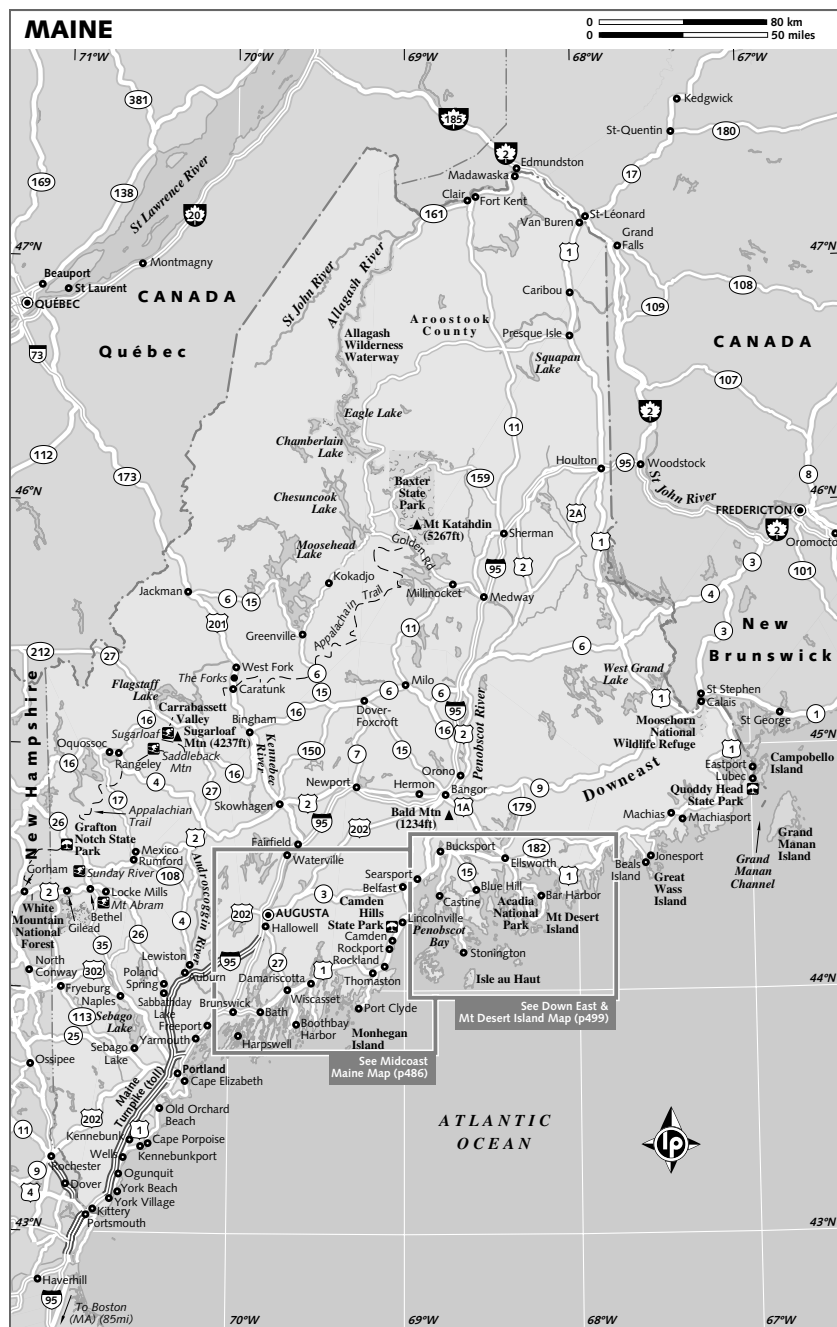 MAINE
0 80 km
0 50 miles
71°W
70°W
69°W
68°W
67°W
381
185
2
Kedgwick
St-Quentin
180
Edmundston
Madawaska
169
138
St Lawrence River
20
17
Clair
Fort Kent
161
St-Léonard
Van Buren
Grand
Falls
47°N
47°N
Montmagny
Beauport
St Laurent
QUÉBEC
CANADA
St John River
Allagash River
1
Caribou
108
109
Aroostook
County
Presque Isle
Allagash
Wilderness
Waterway
Québec
73
Squapan
Lake
CANADA
107
2
Eagle Lake
11
112
Chamberlain
Lake
173
Houlton
95
Woodstock
8
159
St John River
Baxter
State
Park
46°N
46°N
Chesuncook
Lake
2A
FREDERICTON
2
Oromocto
Mt Katahdin
(5267ft)
Sherman
1
Golden Rd
Moosehead
Lake
95
2
3
101
Kokadjo
Millinocket
Medway
4
Jackman
6
15
201
Appalachain
Trail
11
Greenville
3
New
Brunswick
6
212
27
West Fork
The Forks
Caratunk
6
15
6
Milo
6
West Grand
Lake
1
St Stephen
Calais
1
St George
New Hampshire
Flagstaff
Lake
Carrabassett
Valley
16
Sugarloaf
Sugarloaf
Mtn (4237ft)
Bingham
16
Dover-
Foxcroft
95
16
2
Penobscot River
Moosehorn
National
Wildlife Refuge
45°N
45°N
Oquossoc
Rangeley
Saddleback
Mtn
16
4
16
27
Kennebec
River
150
7
15
Orono
1
Eastport
Lubec
Campobello
Island
Newport
Hermon
Bangor
9
Downeast
Quoddy Head
State Park
17
Appalachian
Trail
Skowhegan
2
95
202
1A
Bald Mtn
(1234ft)
179
Machias
Machiasport
26
Grafton
Notch State
Park
2
Fairfield
Mexico
Rumford
Waterville
Bucksport
182
Ellsworth
Beals
Island
Jonesport
Great
Wass
Island
Grand
Manan
Channel
Grand
Manan
Island
Gorham
Sunday River
108
Androscoggin River
Searsport
Belfast
3
15
1
2
Locke Mills
Mt Abram
Blue Hill
Castine
Acadia
National
Park
Bar Harbor
Mt Desert
Island
White
Mountain
National
Forest
Bethel
Gilead
4
202
AUGUSTA
Hallowell
Camden
Hills
State Park
Lincolnville
Penobscot
Bay
35
26
Camden
Rockport
Rockland
Stonington
North
Conway
302
Lewiston
Auburn
95
27
1
Thomaston
Isle au Haut
44°N
44°N
Poland
Spring
Damariscotta
Wiscasset
Fryeburg
Naples
Sabbathday
Lake
Brunswick
Bath
Port Clyde
See Down East &
Mt Desert Island Map (p499)
113
Sebago
Lake
Freeport
Boothbay
Harbor
25
Yarmouth
Harpswell
Monhegan
Island
Ossipee
Sebago
Lake
See Midcoast
Maine Map (p486)
Portland
Cape Elizabeth
Maine
Turnpike (toll)
Old Orchard
Beach
202
ATLANTIC
OCEAN
lp
11
1
Kennebunk
Cape Porpoise
Kennebunkport
Wells
Rochester
9
Ogunquit
Dover
4
York Beach
York Village
Kittery
Portsmouth
43°N
43°N
Haverhill
95
To Boston
(MA) (85mi)
70°W
69°W
68°W
67°W